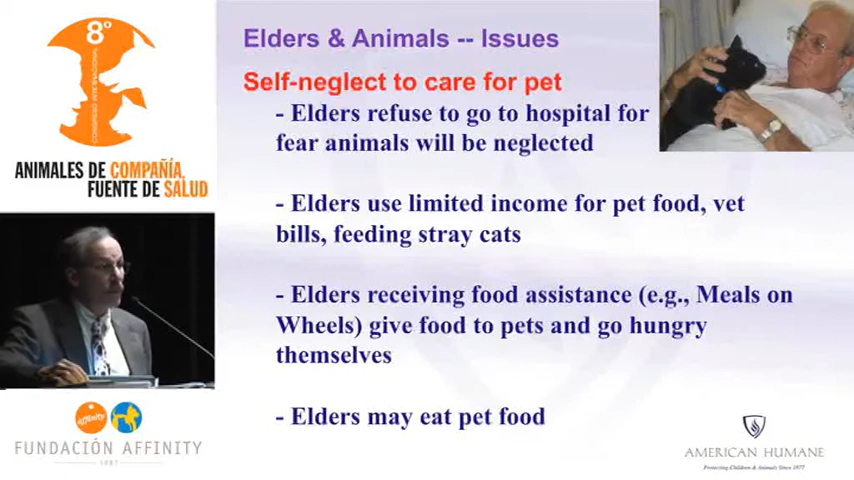 8º
CONGRESO INTERNACIONAL
ANIMALES DE COMPAÑÍA,
FUENTE DE SALUD
Elders & Animals -- Issues
Self-neglect to care for pet
- Elders refuse to go to hospital for
fear animals will be neglected
- Elders use limited income for pet food, vet
bills, feeding stray cats
- Elders receiving food assistance (e.g., Meals on
Wheels) give food to pets and go hungry
themselves
- Elders may eat pet food
affinity
FUNDACIÓN AFFINITY
1987
AMERICAN HUMANE
Protecting Children & Animals Since 1877